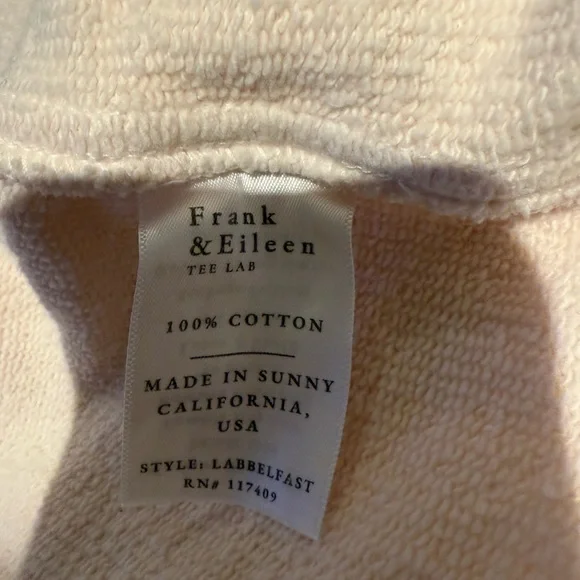 Frank
& Eileen
TEE LAB
100% COTTON
MADE IN SUNNY
CALIFORNIA,
USA
STYLE: LABBELFAST
RN# 117409